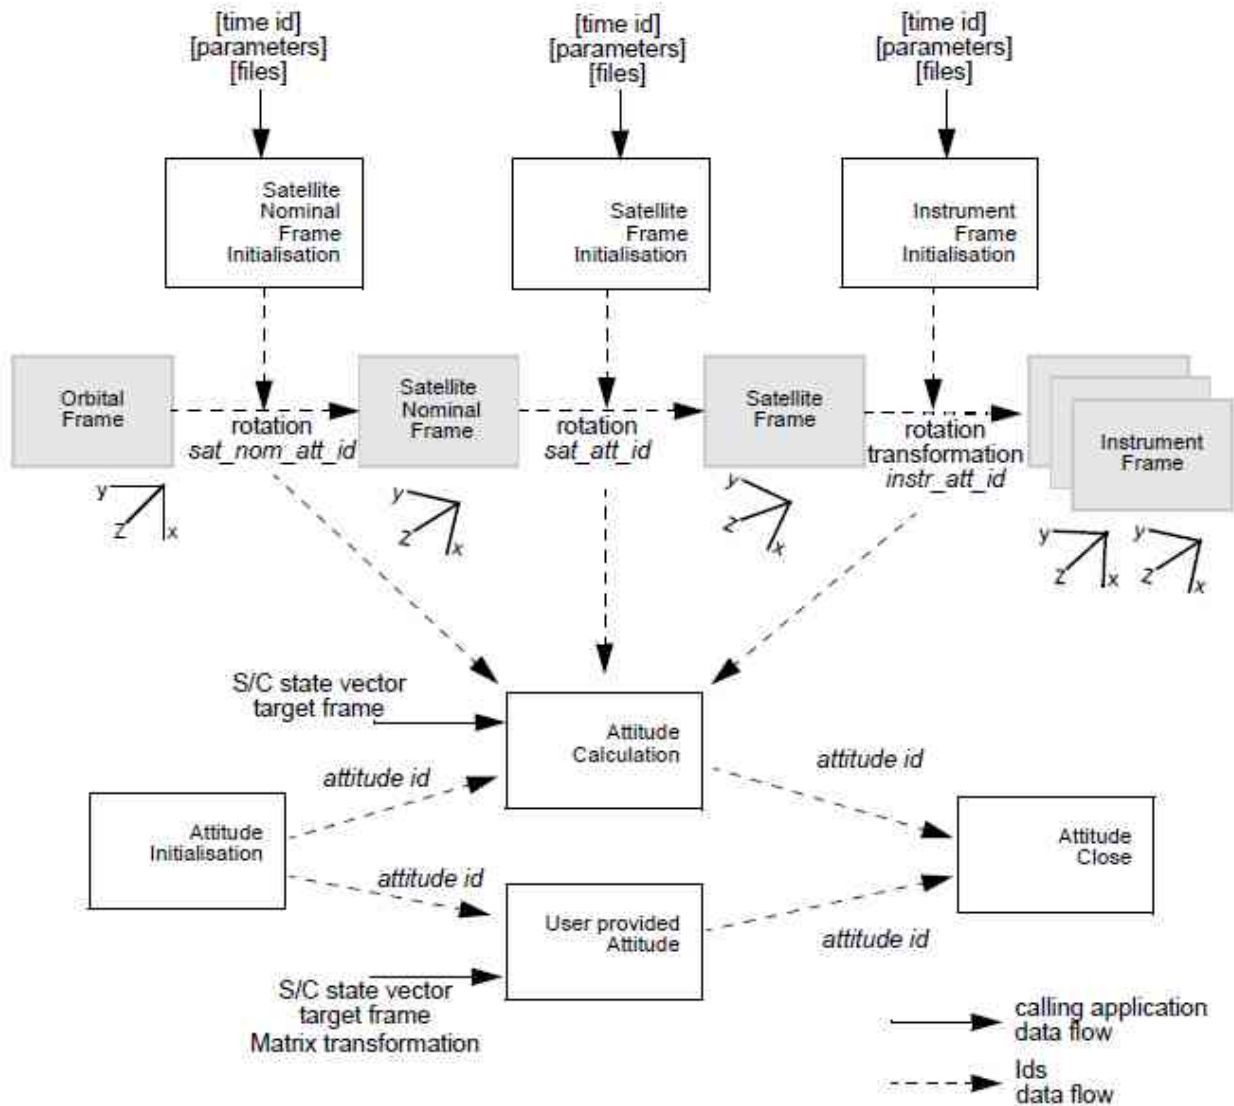 [time id]
[parameters]
[files]
[time id]
[parameters]
[files]
[time id]
[parameters]
[files]
Satellite
Nominal
Frame
Initialisation
Satellite
Frame
Initialisation
Instrument
Frame
Initialisation
Orbital
Frame
rotation
sat_nom_att_id
Satellite
Nominal
Frame
rotation
sat_att_id
Satellite
Frame
rotation
transformation
instr_att_id
Instrument
Frame
y
Z
x
y
Z
x
y
Z
x
y
Z
x
y
Z
x
S/C state vector
target frame
Attitude
Calculation
attitude id
attitude id
Attitude
Initialisation
Attitude
Close
attitude id
User provided
Attitude
attitude id
S/C state vector
target frame
Matrix transformation
calling application
data flow
Ids
data flow